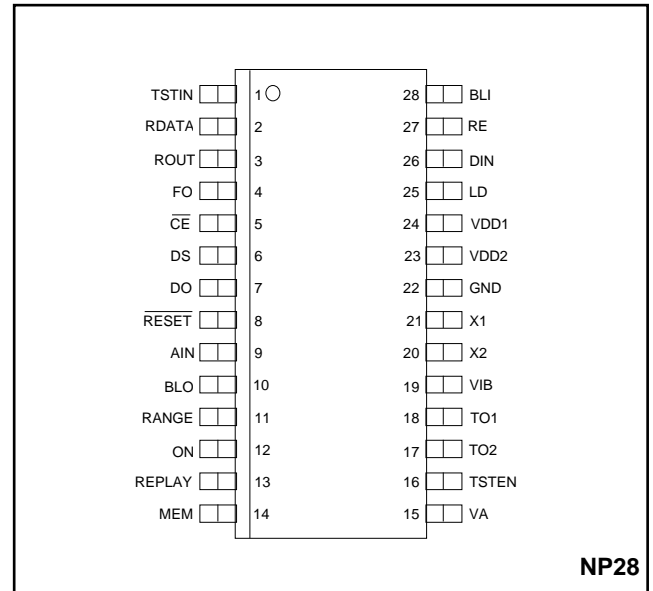 TSTIN 1 28 BLI
RDATA 2 27 RE
ROUT 3 26 DIN
FO 4 25 LD
C̅E̅ 5 24 VDD1
DS 6 23 VDD2
DO 7 22 GND
R̅E̅S̅E̅T̅ 8 21 X1
AIN 9 20 X2
BLO 10 19 VIB
RANGE 11 18 TO1
ON 12 17 TO2
REPLAY 13 16 TSTEN
MEM 14 15 VA
NP28